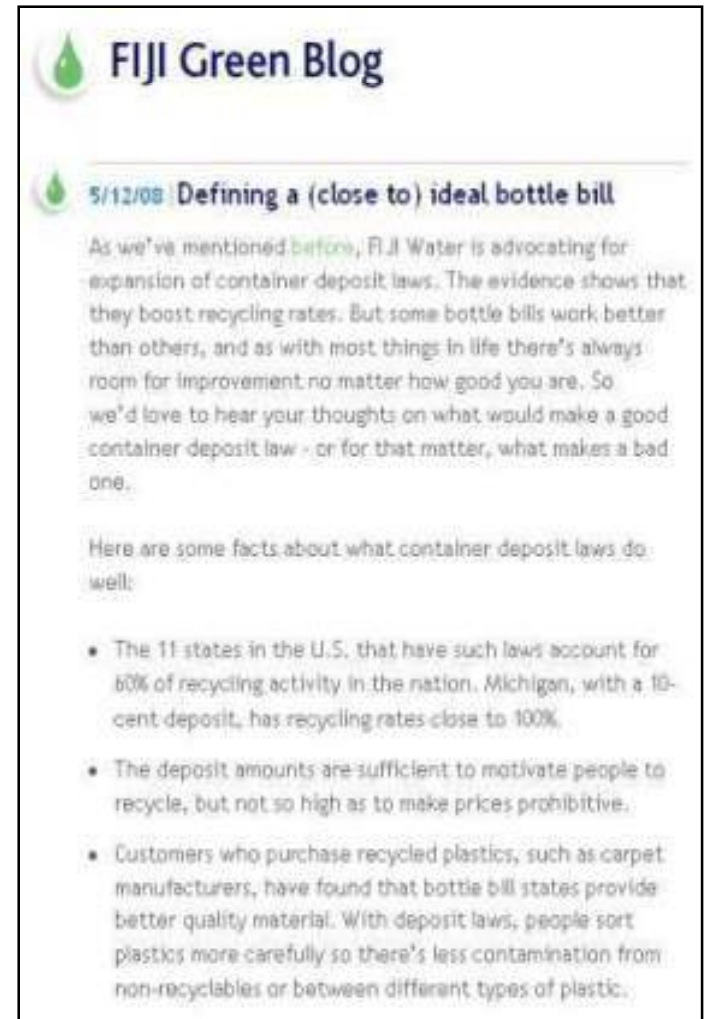 FIJI Green Blog
5/12/08 Defining a (close to) ideal bottle bill
As we've mentioned before, FIJI Water is advocating for
expansion of container deposit laws. The evidence shows that
they boost recycling rates. But some bottle bills work better
than others, and as with most things in life there's always
room for improvement no matter how good you are. So
we'd love to hear your thoughts on what would make a good
container deposit law - or for that matter, what makes a bad
one.
Here are some facts about what container deposit laws do
well:
• The 11 states in the U.S. that have such laws account for
60% of recycling activity in the nation. Michigan, with a 10-
cent deposit, has recycling rates close to 100%.
• The deposit amounts are sufficient to motivate people to
recycle, but not so high as to make prices prohibitive.
• Customers who purchase recycled plastics, such as carpet
manufacturers, have found that bottle bill states provide
better quality material. With deposit laws, people sort
plastics more carefully so there's less contamination from
non-recyclables or between different types of plastic.